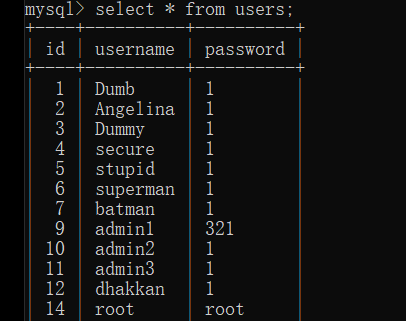 mysql> select * from users;
+----+----------+----------+
| id | username | password |
+----+----------+----------+
| 1 | Dumb | 1 |
| 2 | Angelina | 1 |
| 3 | Dummy | 1 |
| 4 | secure | 1 |
| 5 | stupid | 1 |
| 6 | superman | 1 |
| 7 | batman | 1 |
| 9 | admin1 | 321 |
| 10 | admin2 | 1 |
| 11 | admin3 | 1 |
| 12 | dhakkan | 1 |
| 14 | root | root |